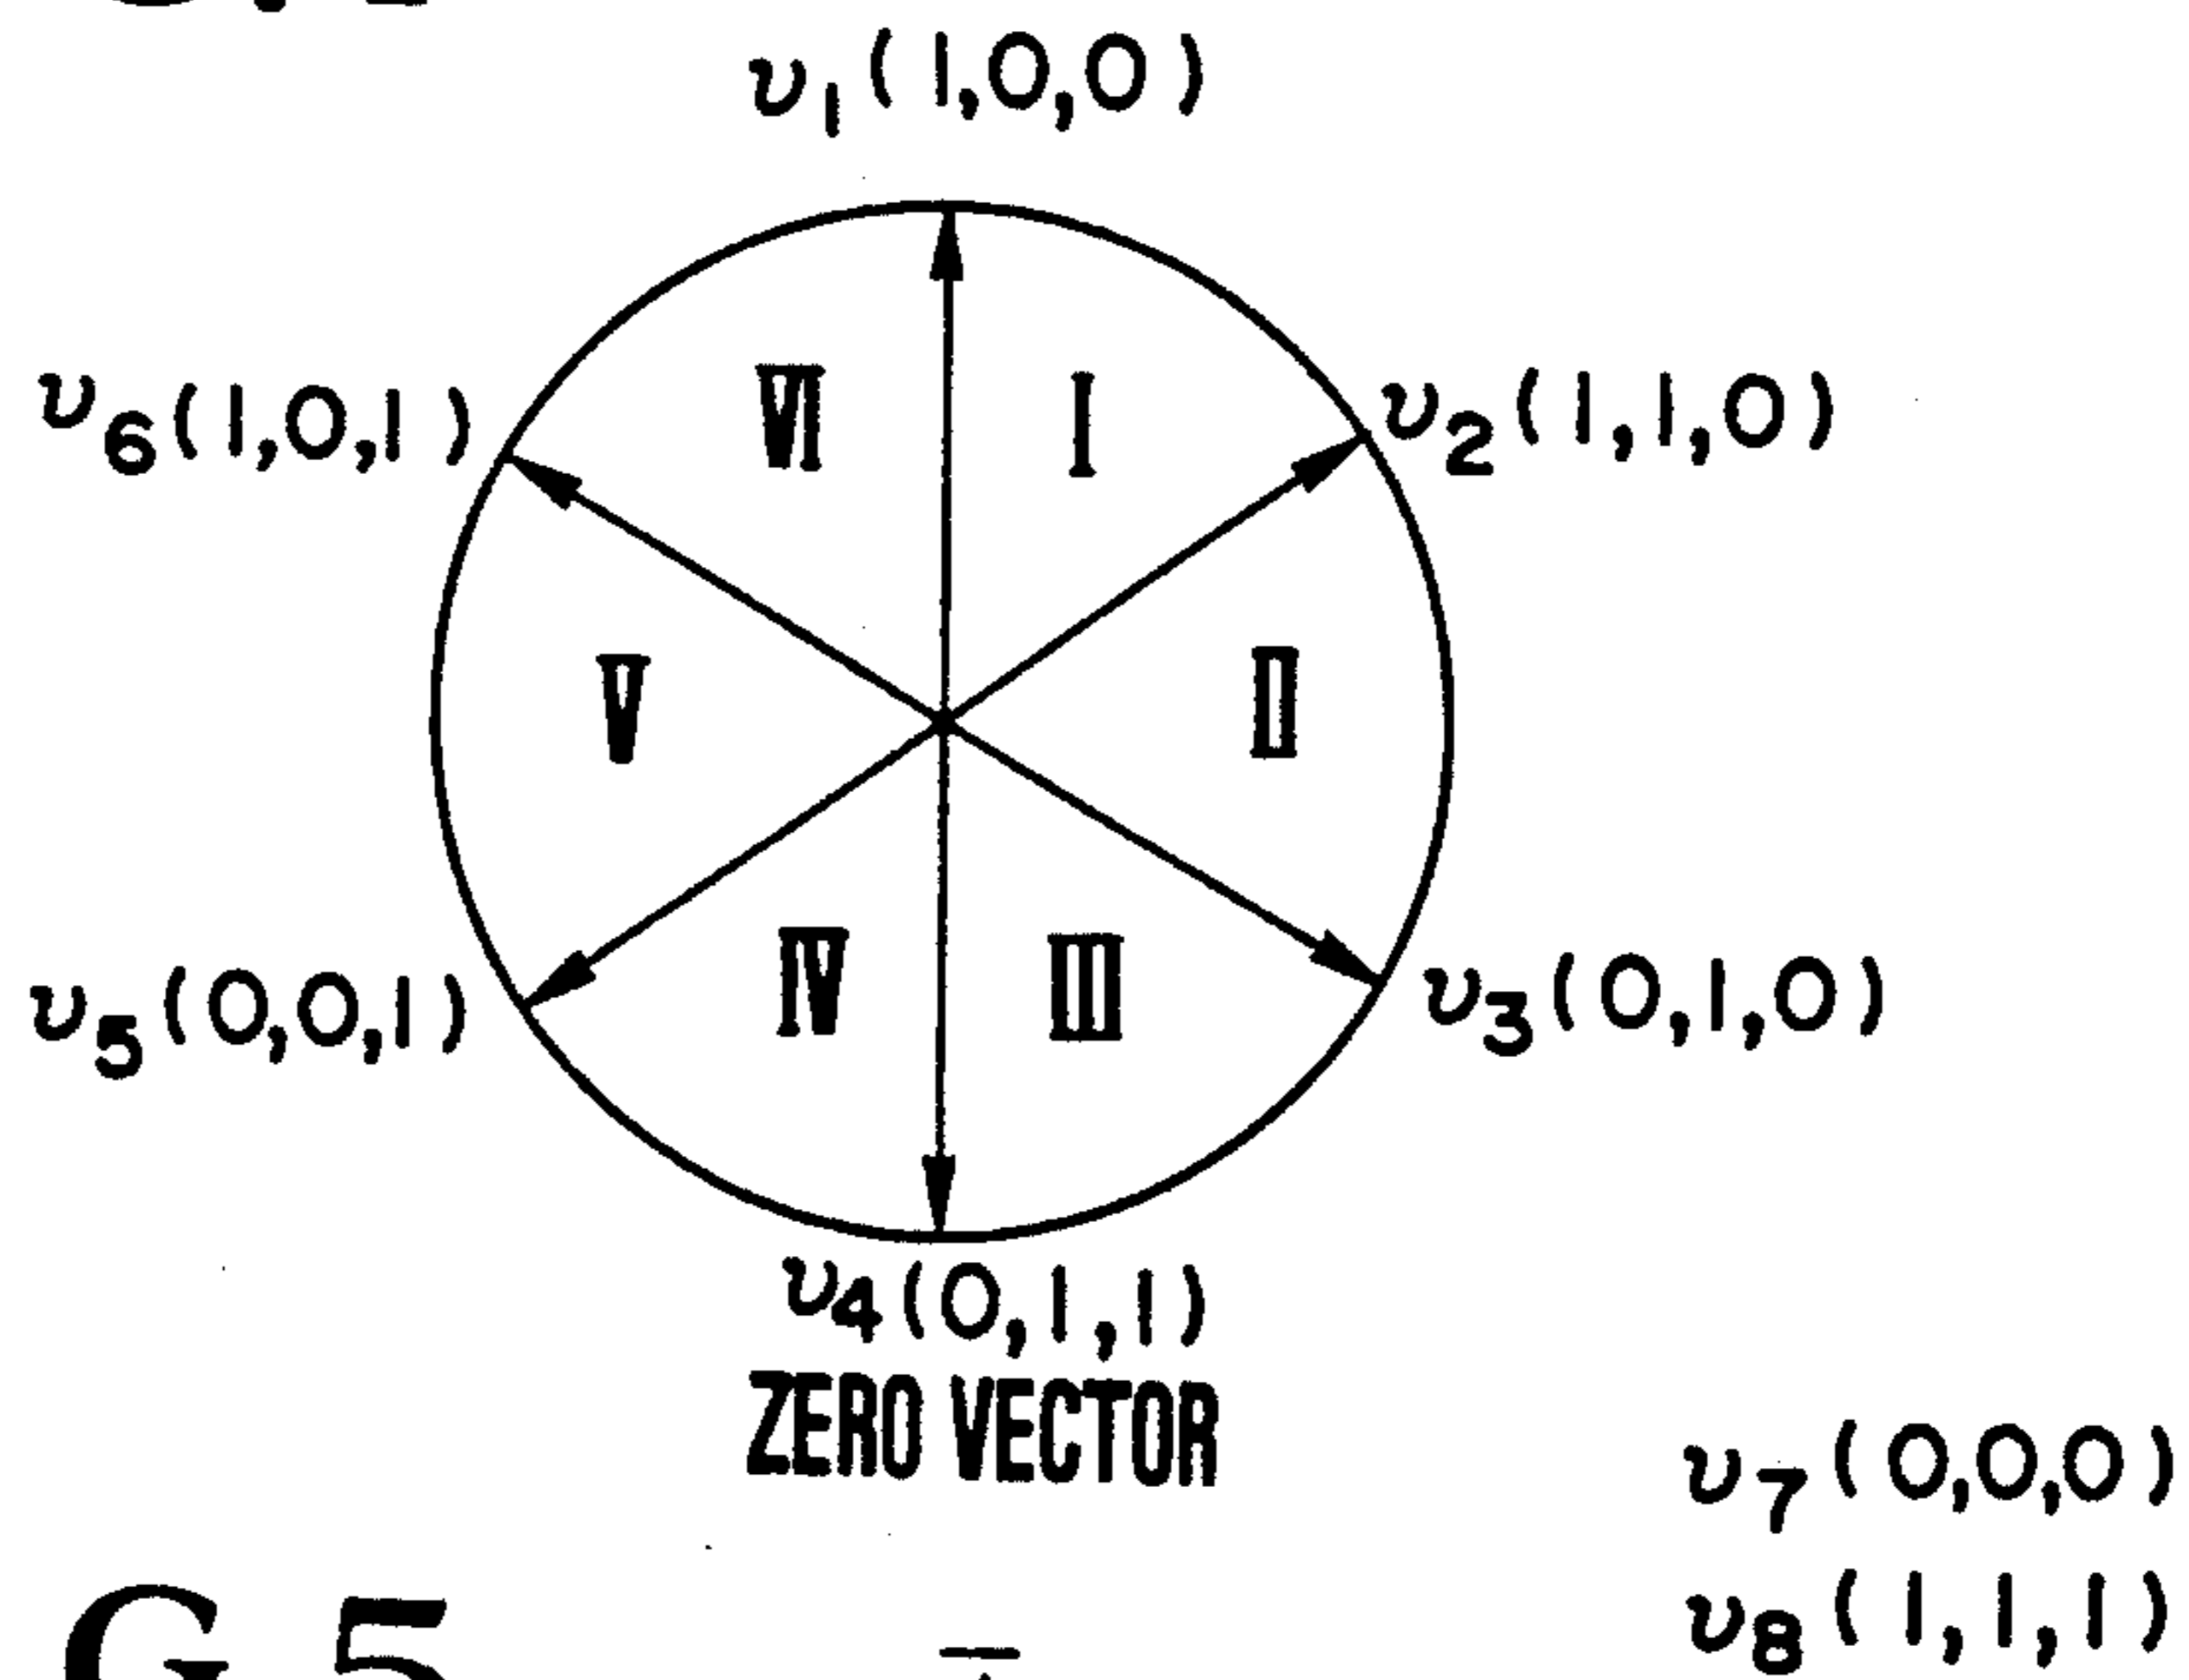 v1(1,0,0)
v6(1,0,1)
VI
I
v2(1,1,0)
V
II
v5(0,0,1)
IV
III
v3(0,1,0)
v4(0,1,1)
ZERO VECTOR
v7(0,0,0)
v8(1,1,1)